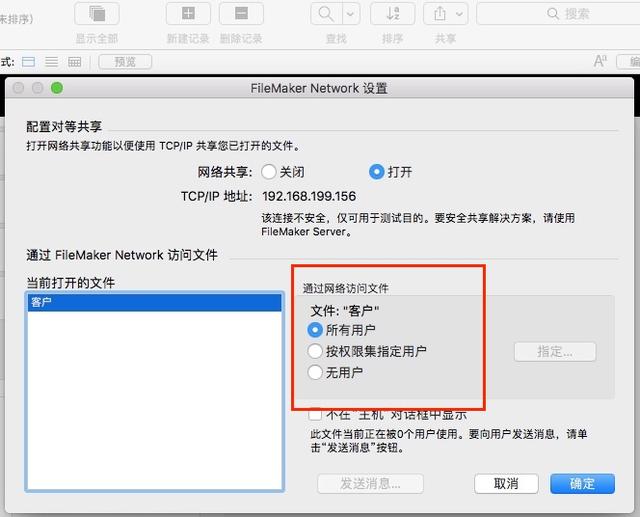 未排序)
显示全部
新建记录
删除记录
查找
排序
共享
搜索
式:
预览
Aa
编
FileMaker Network 设置
配置对等共享
打开网络共享功能以便使用 TCP/IP 共享您已打开的文件。
网络共享:
关闭
打开
TCP/IP 地址: 192.168.199.156
该连接不安全，仅可用于测试目的。要安全共享解决方案，请使用
FileMaker Server。
通过 FileMaker Network 访问文件
当前打开的文件
客户
通过网络访问文件
文件: "客户"
所有用户
按权限集指定用户
指定...
无用户
不在"主机"对话框中显示
此文件当前正在被0个用户使用。要向用户发送消息，请单
击"发送消息"按钮。
发送消息...
取消
确定